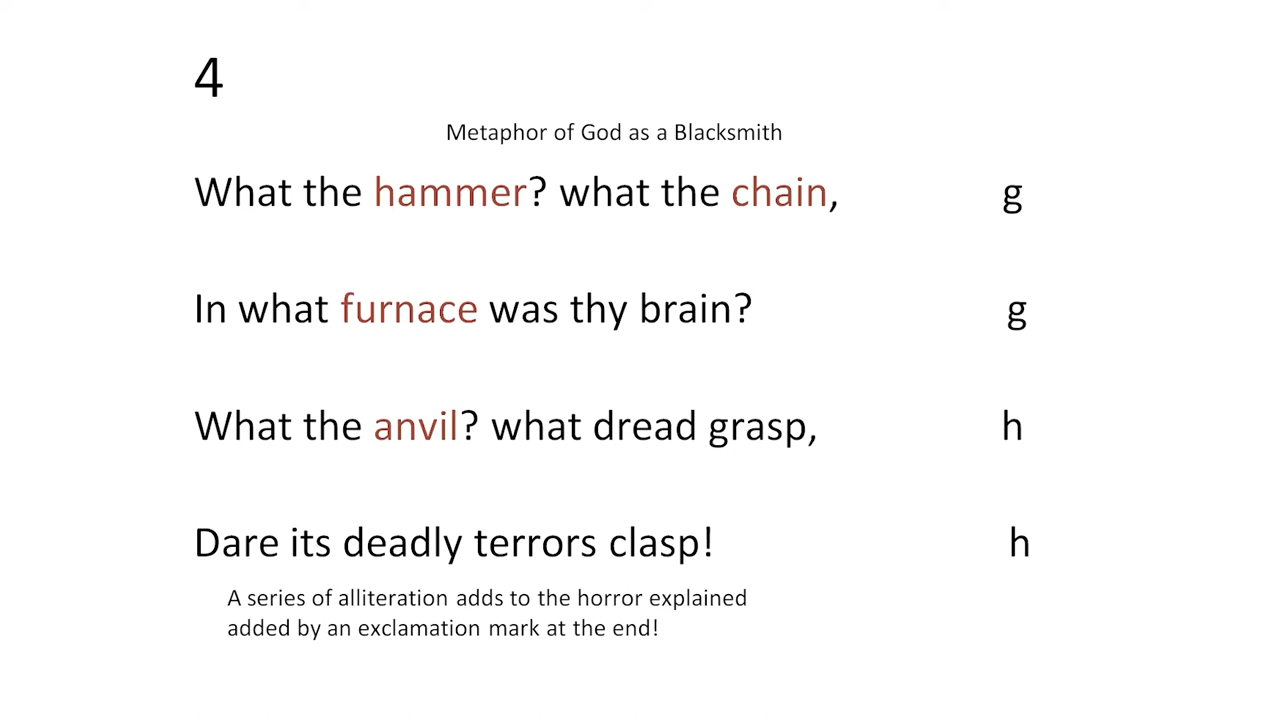 4
Metaphor of God as a Blacksmith
What the hammer? what the chain, g
In what furnace was thy brain? g
What the anvil? what dread grasp, h
Dare its deadly terrors clasp! h
A series of alliteration adds to the horror explained
added by an exclamation mark at the end!